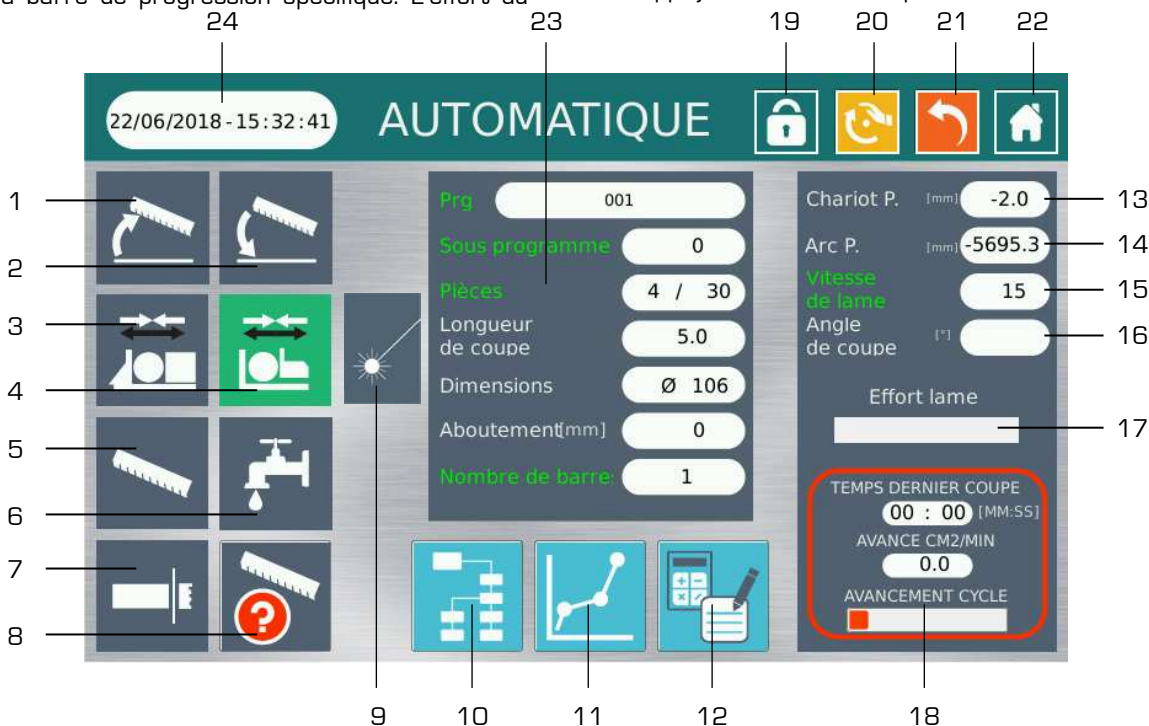 a barre de progression spécifique. L'effort du
24 23 19 20 21 22
22/06/2018-15:32:41 AUTOMATIQUE
1
2
3
4
5
6
7
8
Prg 001
Sous programme 0
Pièces 4 / 30
Longueur
de coupe 5.0
Dimensions Ø 106
Aboutement[mm] 0
Nombre de barre: 1
Chariot P. [mm] -2.0 13
Arc P. [mm] -5695.3 14
Vitesse
de lame 15 15
Angle
de coupe [°] 16
Effort lame
17
TEMPS DERNIER COUPE
00 : 00 [MM:SS]
AVANCE CM2/MIN
0.0
AVANCEMENT CYCLE
?
9 10 11 12 18